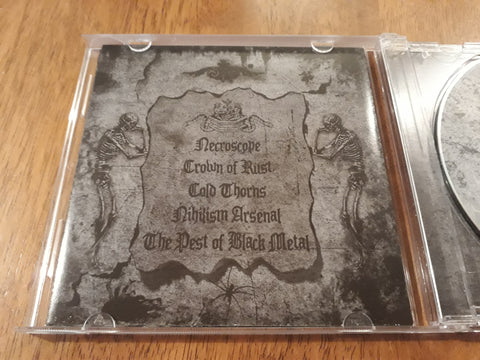 Necroscope
Crown of Rust
Cold Thorns
Nihilism Arsenal
The Pest of Black Metal